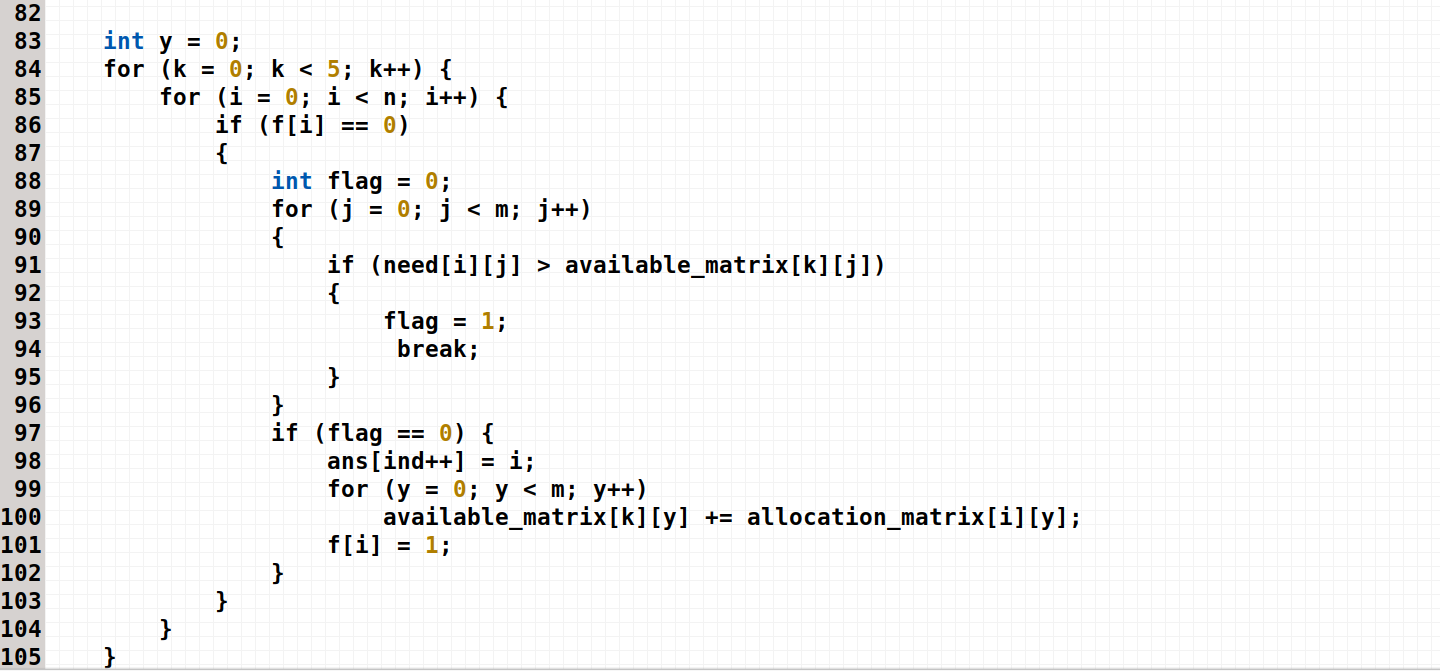 82
83     int y = 0;
84     for (k = 0; k < 5; k++) {
85         for (i = 0; i < n; i++) {
86             if (f[i] == 0)
87             {
88                 int flag = 0;
89                 for (j = 0; j < m; j++)
90                 {
91                     if (need[i][j] > available_matrix[k][j])
92                     {
93                         flag = 1;
94                          break;
95                     }
96                 }
97                 if (flag == 0) {
98                     ans[ind++] = i;
99                     for (y = 0; y < m; y++)
100                         available_matrix[k][y] += allocation_matrix[i][y];
101                     f[i] = 1;
102                 }
103             }
104         }
105     }